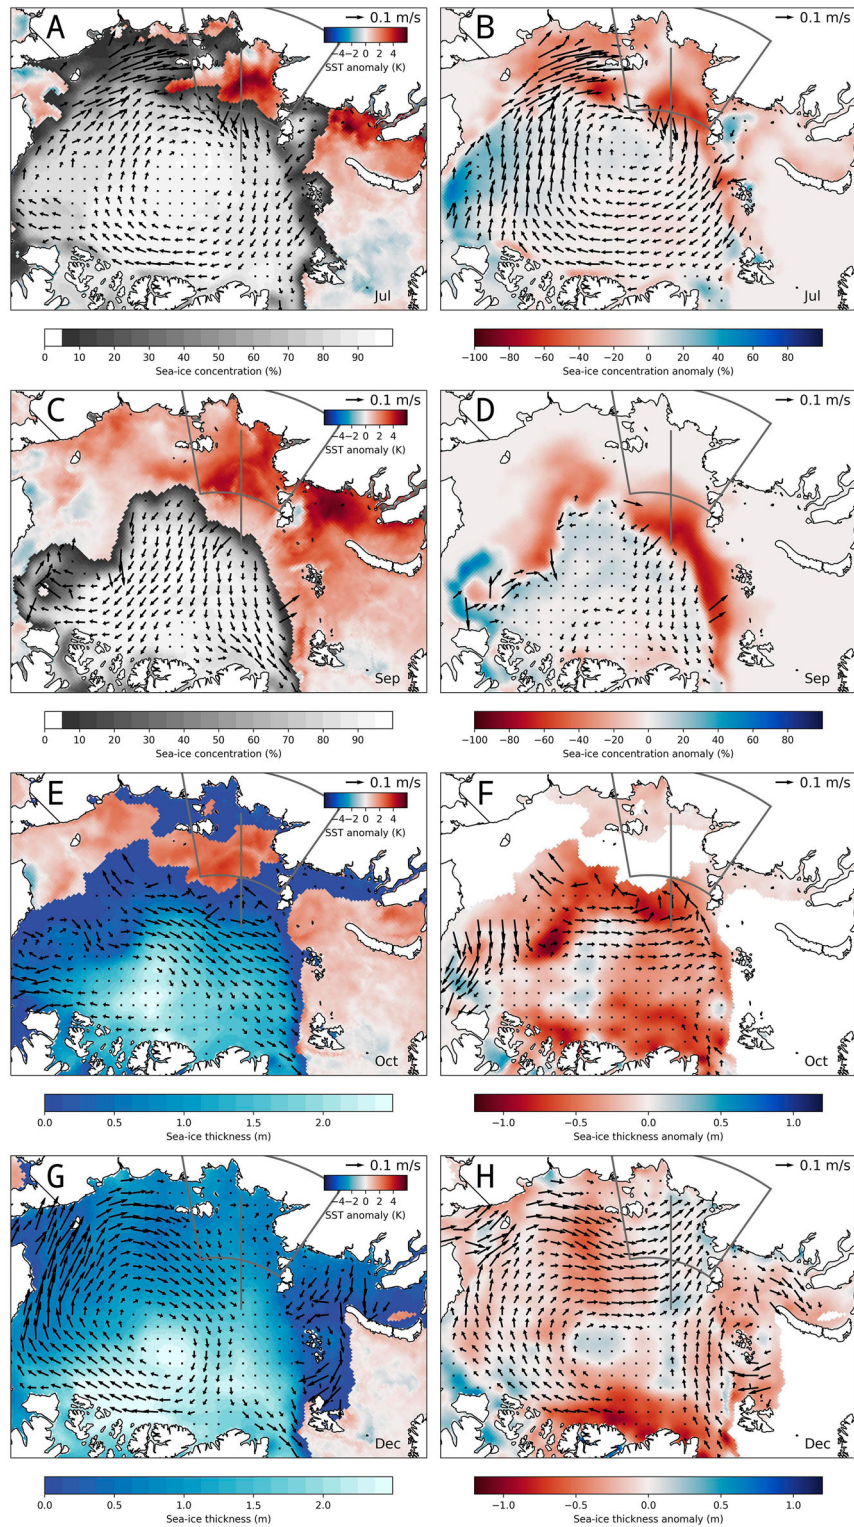 A
0.1 m/s
−4 −2 0 2 4
SST anomaly (K)
Jul
0 10 20 30 40 50 60 70 80 90
Sea-ice concentration (%)
B
0.1 m/s
−100 −80 −60 −40 −20 0 20 40 60 80
Sea-ice concentration anomaly (%)
C
0.1 m/s
−4 −2 0 2 4
SST anomaly (K)
Sep
0 10 20 30 40 50 60 70 80 90
Sea-ice concentration (%)
D
0.1 m/s
−100 −80 −60 −40 −20 0 20 40 60 80
Sea-ice concentration anomaly (%)
E
0.1 m/s
−4 −2 0 2 4
SST anomaly (K)
Oct
0.0 0.5 1.0 1.5 2.0
Sea-ice thickness (m)
F
0.1 m/s
Oct
−1.0 −0.5 0.0 0.5 1.0
Sea-ice thickness anomaly (m)
G
0.1 m/s
−4 −2 0 2 4
SST anomaly (K)
Dec
0.0 0.5 1.0 1.5 2.0
Sea-ice thickness (m)
H
0.1 m/s
Dec
−1.0 −0.5 0.0 0.5 1.0
Sea-ice thickness anomaly (m)